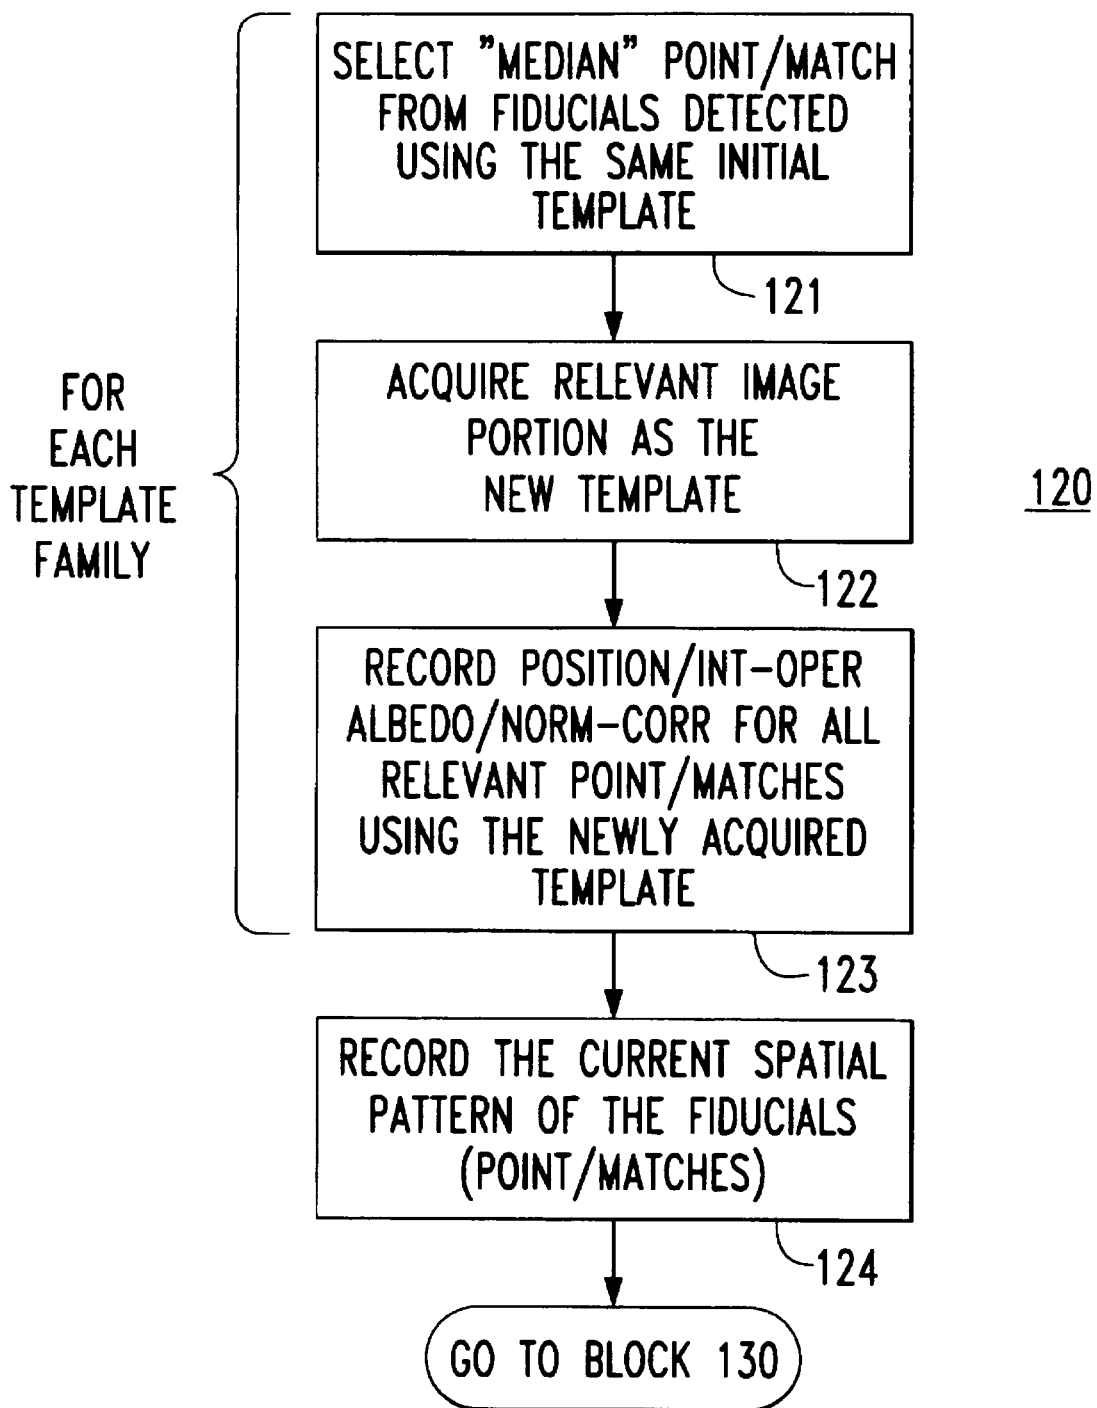 SELECT "MEDIAN" POINT/MATCH
FROM FIDUCIALS DETECTED
USING THE SAME INITIAL
TEMPLATE
121
FOR
EACH
TEMPLATE
FAMILY
ACQUIRE RELEVANT IMAGE
PORTION AS THE
NEW TEMPLATE
120
122
RECORD POSITION/INT-OPER
ALBEDO/NORM-CORR FOR ALL
RELEVANT POINT/MATCHES
USING THE NEWLY ACQUIRED
TEMPLATE
123
RECORD THE CURRENT SPATIAL
PATTERN OF THE FIDUCIALS
(POINT/MATCHES)
124
GO TO BLOCK 130